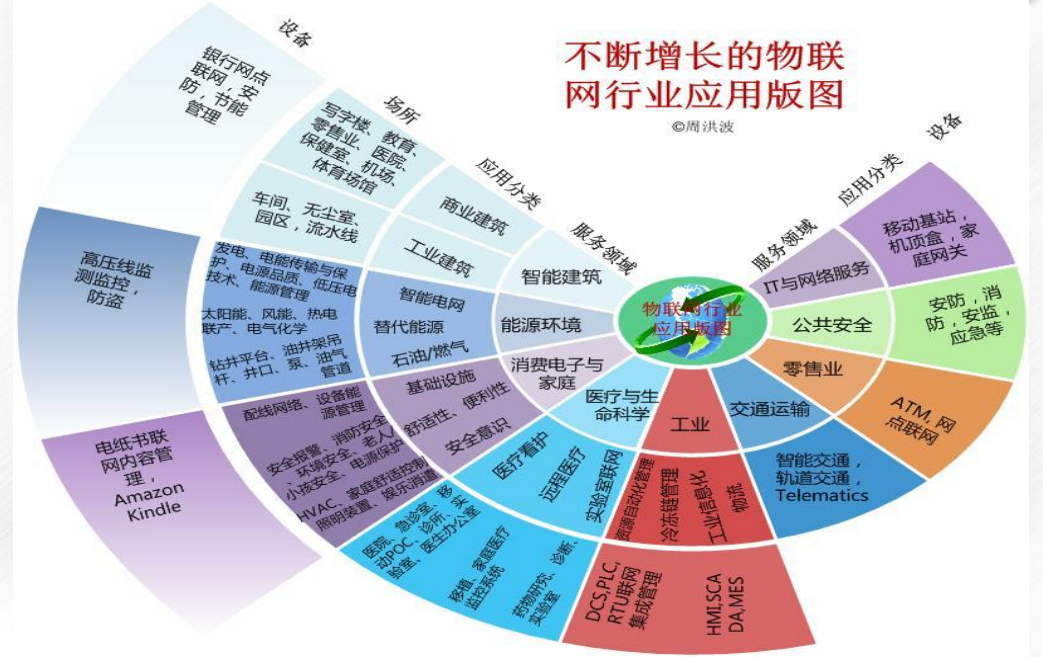 不断增长的物联
网行业应用版图
©周洪波
设备
场所
应用分类
服务领域
服务领域
应用分类
设备
物联网行业
应用版图
银行网点
联网，安
防，节能
管理
写字楼、教育、
零售业、医院、
保健室、机场、
体育场馆
车间、无尘室、
园区，流水线
商业建筑
工业建筑
智能建筑
高压线监
测监控，
防盗
发电、电能传输与保
护、电源品质、低压电
技术、能源管理
太阳能、风能、热电
联产、电气化学
钻井平台、油井架吊
杆、井口、泵、油气
管道
智能电网
替代能源
石油/燃气
能源环境
电纸书联
网内容管
理，
Amazon
Kindle
配线网络、设备能
源管理
安全报警、消防安全
、环境安全、老人/
小孩安全、电源保护
HVAC、家庭舒适控制
照明装置、娱乐消遣
基础设施
舒适性、便利性
安全意识
消费电子与
家庭
医院、急诊室、移
动POC、诊所、实
验室、医生办公室
移植、家庭医疗
监控系统
药物研究、诊断、
实验室
医疗看护
远程医疗
实验室联网
医疗与生
命科学
工业
资源自动化管理
冷冻链管理
工业信息化
物流
DCS,PLC,
RTU联网
集成管理
HMI,SCA
DA,MES
交通运输
智能交通，
轨道交通，
Telematics
零售业
ATM, 网
点联网
公共安全
安防，消
防，安监，
应急等
IT与网络服务
移动基站，
机顶盒，家
庭网关